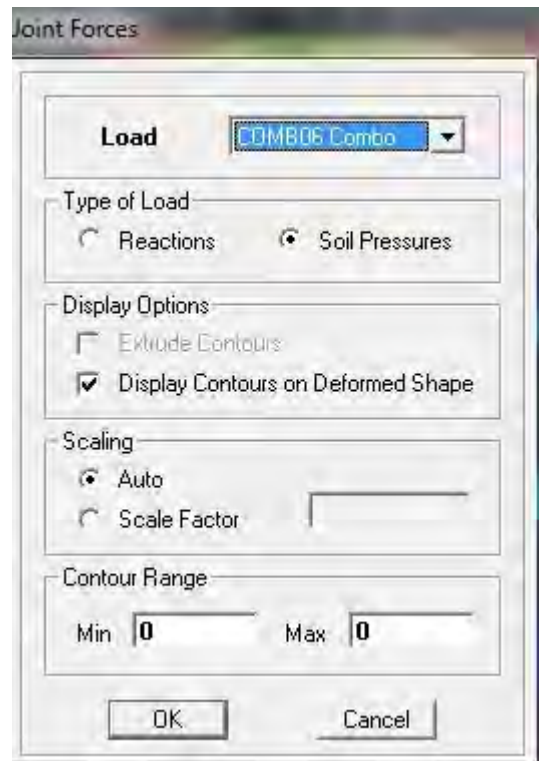 Joint Forces
Load COMB06 Combo
Type of Load
Reactions Soil Pressures
Display Options
Extrude Contours
Display Contours on Deformed Shape
Scaling
Auto
Scale Factor
Contour Range
Min 0 Max 0
OK Cancel